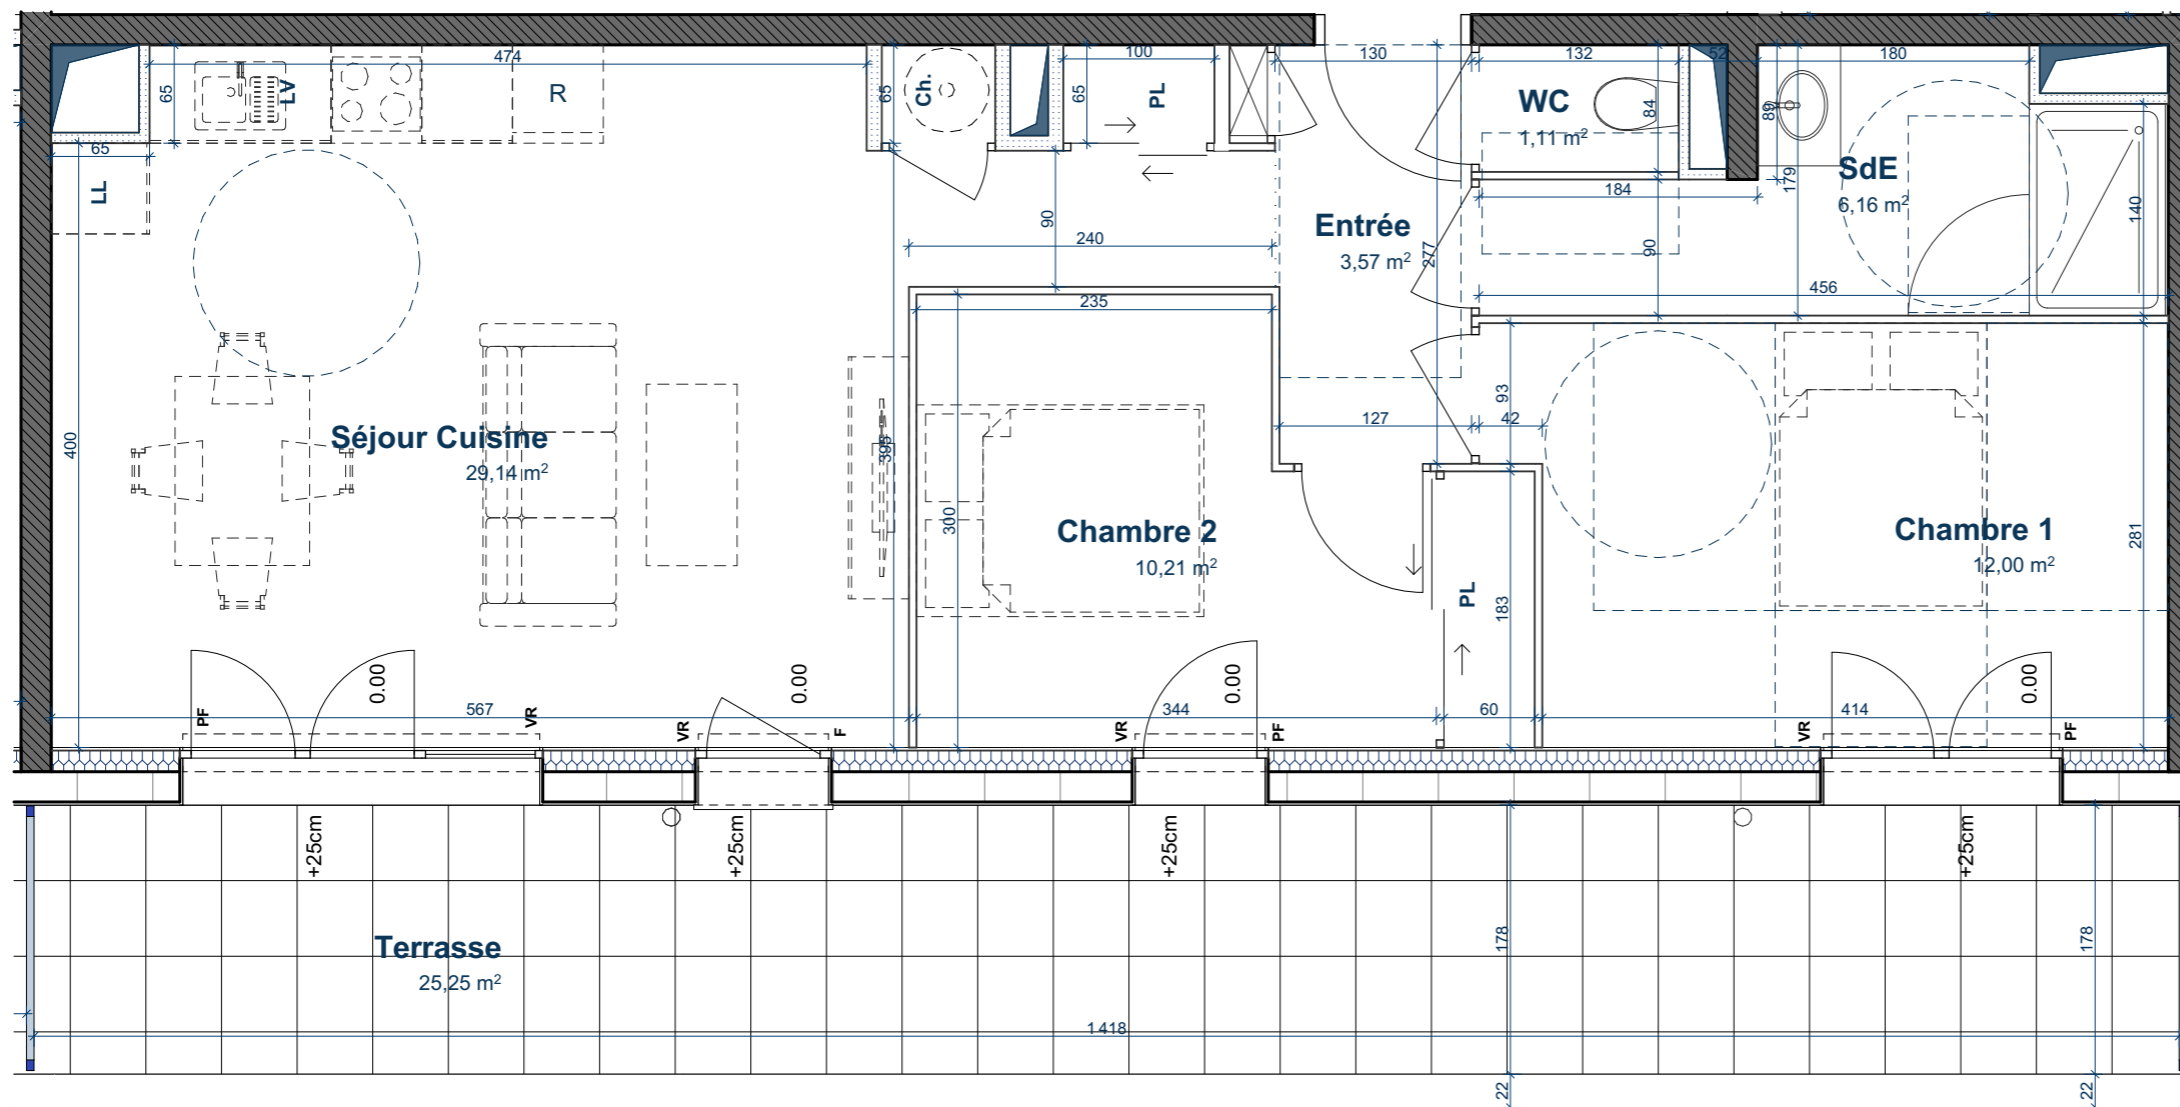 474
100
130
132
52
180
65
LV
R
65
Ch.
65
PL
WC
1,11 m²
84
89
65
LL
184
179
SdE
6,16 m²
140
90
240
Entrée
3,57 m²
277
90
456
235
400
Séjour Cuisine
29,14 m²
395
127
42
93
300
Chambre 2
10,21 m²
Chambre 1
12,00 m²
281
PL
183
0.00
0.00
0.00
0.00
PF
567
VR
VR
F
344
VR
PF
60
414
VR
PF
+25cm
+25cm
+25cm
+25cm
Terrasse
25,25 m²
178
178
1 418
22
22